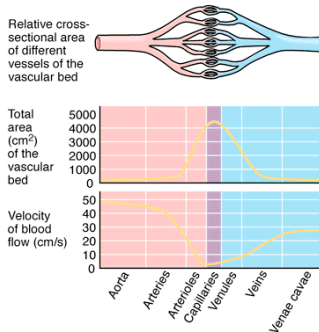 Relative cross-
sectional area
of different
vessels of the
vascular bed
Total
area
(cm²)
of the
vascular
bed
5000
4000
3000
2000
1000
0
Velocity
of blood
flow (cm/s)
50
40
30
20
10
0
Aorta
Arteries
Arterioles
Capillaries
Venules
Veins
Venae cavae